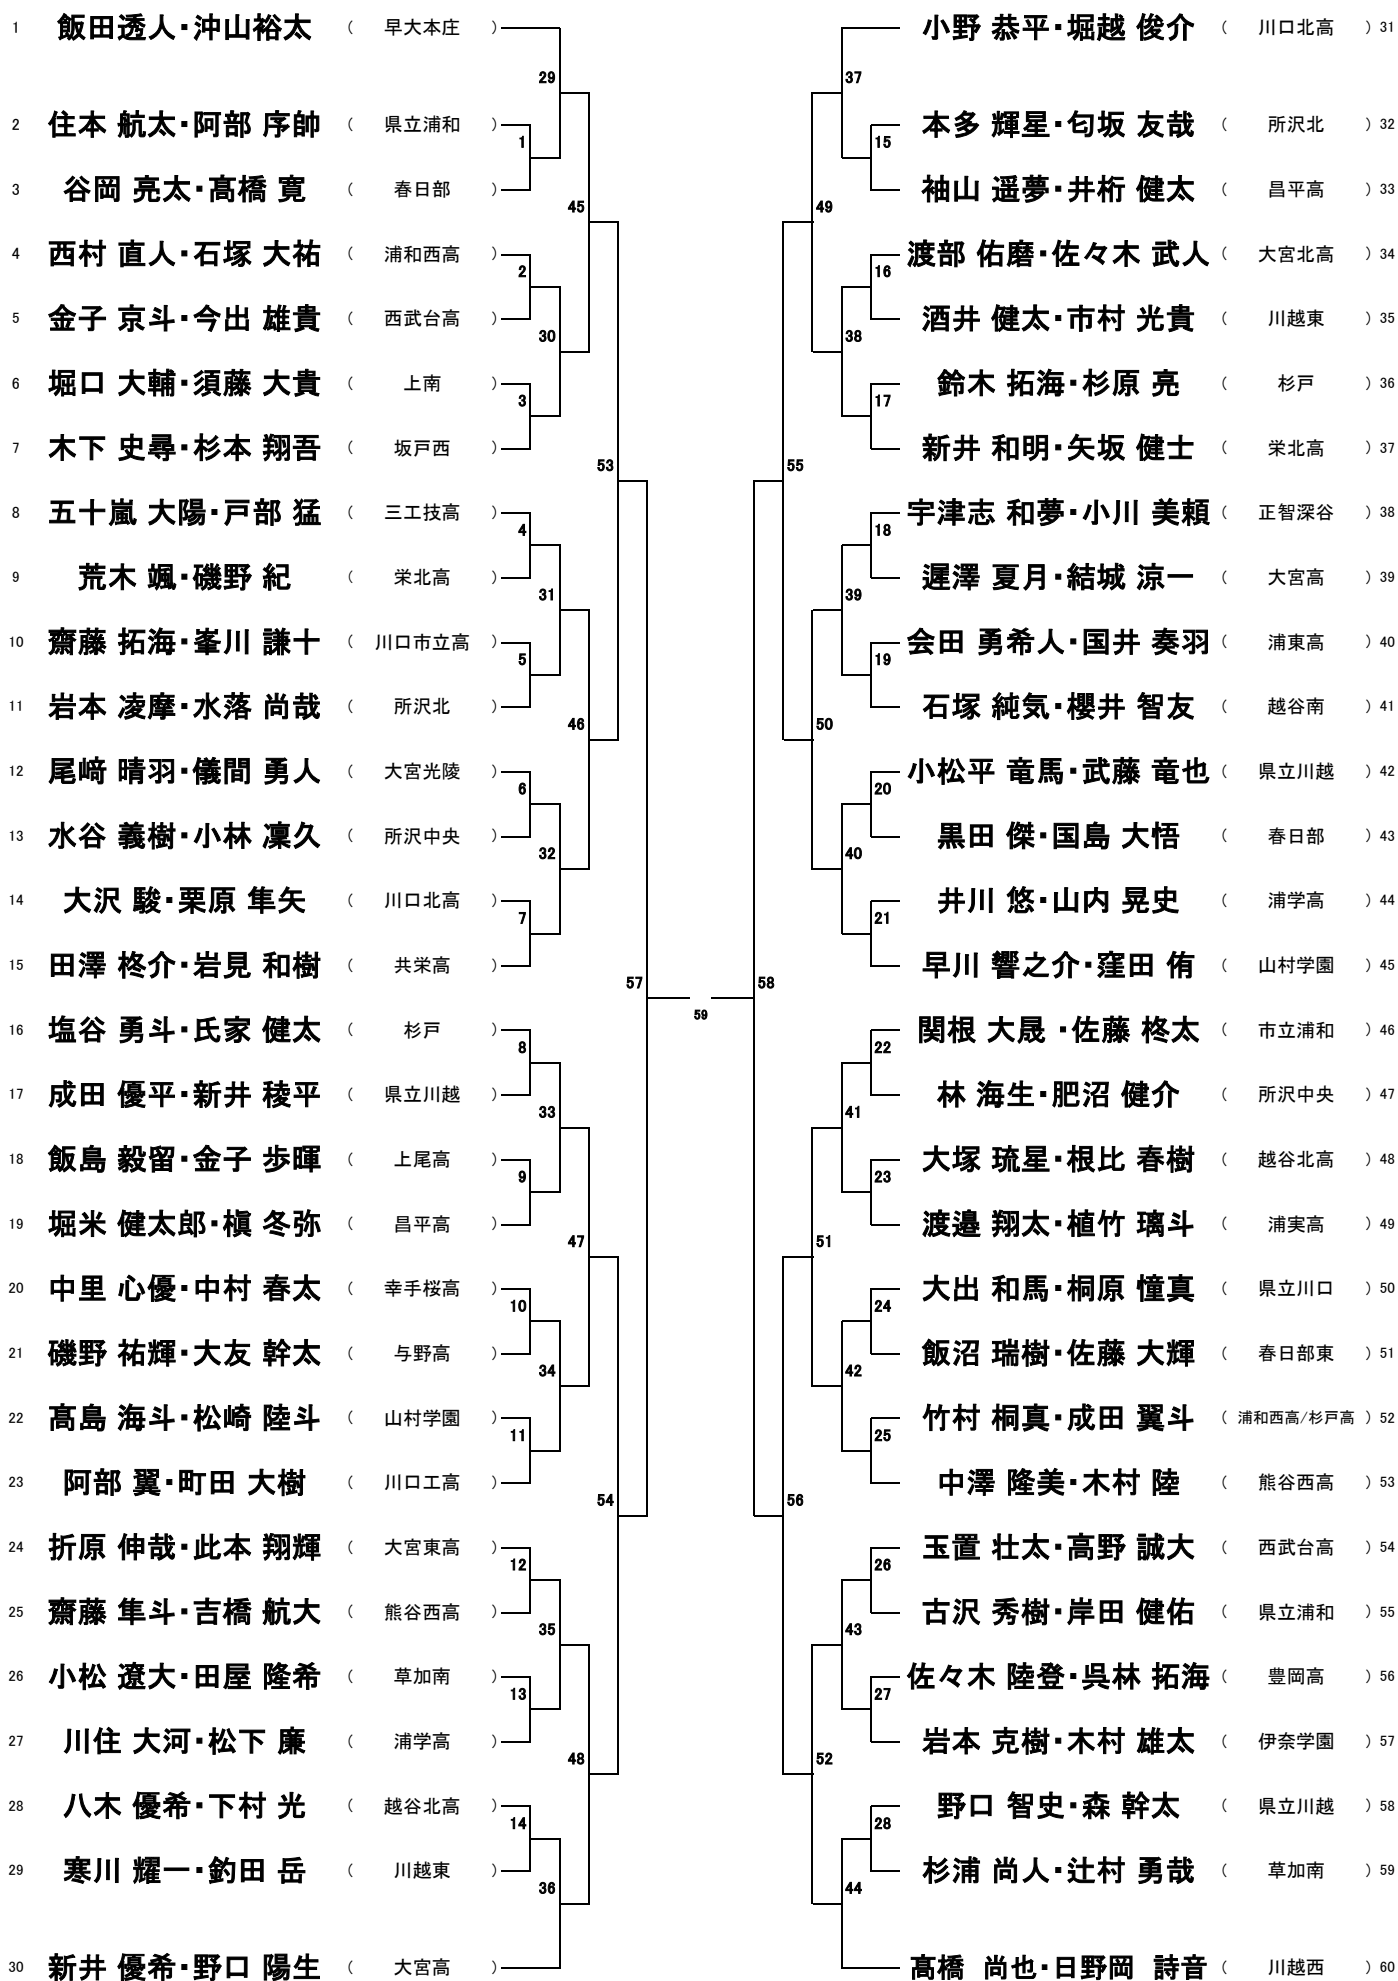 1 飯田透人・沖山裕太 （ 早大本庄 ）
29
2 住本 航太・阿部 序帥 （ 県立浦和 ）
1
3 谷岡 亮太・髙橋 寛 （ 春日部 ）
45
4 西村 直人・石塚 大祐 （ 浦和西高 ）
2
5 金子 京斗・今出 雄貴 （ 西武台高 ）
30
6 堀口 大輔・須藤 大貴 （ 上南 ）
3
7 木下 史尋・杉本 翔吾 （ 坂戸西 ）
53
8 五十嵐 大陽・戸部 猛 （ 三工技高 ）
4
9 荒木 颯・磯野 紀 （ 栄北高 ）
31
10 齋藤 拓海・峯川 謙十 （ 川口市立高 ）
5
11 岩本 凌摩・水落 尚哉 （ 所沢北 ）
46
12 尾﨑 晴羽・儀間 勇人 （ 大宮光陵 ）
6
13 水谷 義樹・小林 凜久 （ 所沢中央 ）
32
14 大沢 駿・栗原 隼矢 （ 川口北高 ）
7
15 田澤 柊介・岩見 和樹 （ 共栄高 ）
57
16 塩谷 勇斗・氏家 健太 （ 杉戸 ）
8
17 成田 優平・新井 稜平 （ 県立川越 ）
33
18 飯島 毅留・金子 歩暉 （ 上尾高 ）
9
19 堀米 健太郎・槇 冬弥 （ 昌平高 ）
47
20 中里 心優・中村 春太 （ 幸手桜高 ）
10
21 磯野 祐輝・大友 幹太 （ 与野高 ）
34
22 髙島 海斗・松崎 陸斗 （ 山村学園 ）
11
23 阿部 翼・町田 大樹 （ 川口工高 ）
54
24 折原 伸哉・此本 翔輝 （ 大宮東高 ）
12
25 齋藤 隼斗・吉橋 航大 （ 熊谷西高 ）
35
26 小松 遼大・田屋 隆希 （ 草加南 ）
13
27 川住 大河・松下 廉 （ 浦学高 ）
48
28 八木 優希・下村 光 （ 越谷北高 ）
14
29 寒川 耀一・釣田 岳 （ 川越東 ）
36
30 新井 優希・野口 陽生 （ 大宮高 ）
59
小野 恭平・堀越 俊介 （ 川口北高 ） 31
37
本多 輝星・匂坂 友哉 （ 所沢北 ） 32
15
袖山 遥夢・井桁 健太 （ 昌平高 ） 33
49
渡部 佑磨・佐々木 武人 （ 大宮北高 ） 34
16
酒井 健太・市村 光貴 （ 川越東 ） 35
38
鈴木 拓海・杉原 亮 （ 杉戸 ） 36
17
新井 和明・矢坂 健士 （ 栄北高 ） 37
55
宇津志 和夢・小川 美頼 （ 正智深谷 ） 38
18
遅澤 夏月・結城 涼一 （ 大宮高 ） 39
39
会田 勇希人・国井 奏羽 （ 浦東高 ） 40
19
石塚 純気・櫻井 智友 （ 越谷南 ） 41
50
小松平 竜馬・武藤 竜也 （ 県立川越 ） 42
20
黒田 傑・国島 大悟 （ 春日部 ） 43
40
井川 悠・山内 晃史 （ 浦学高 ） 44
21
早川 響之介・窪田 侑 （ 山村学園 ） 45
58
関根 大晟 ・佐藤 柊太 （ 市立浦和 ） 46
22
林 海生・肥沼 健介 （ 所沢中央 ） 47
41
大塚 琉星・根比 春樹 （ 越谷北高 ） 48
23
渡邉 翔太・植竹 璃斗 （ 浦実高 ） 49
51
大出 和馬・桐原 憧真 （ 県立川口 ） 50
24
飯沼 瑞樹・佐藤 大輝 （ 春日部東 ） 51
42
竹村 桐真・成田 翼斗 （ 浦和西高/杉戸高 ） 52
25
中澤 隆美・木村 陸 （ 熊谷西高 ） 53
56
玉置 壮太・高野 誠大 （ 西武台高 ） 54
26
古沢 秀樹・岸田 健佑 （ 県立浦和 ） 55
43
佐々木 陸登・呉林 拓海 （ 豊岡高 ） 56
27
岩本 克樹・木村 雄太 （ 伊奈学園 ） 57
52
野口 智史・森 幹太 （ 県立川越 ） 58
28
杉浦 尚人・辻村 勇哉 （ 草加南 ） 59
44
髙橋 尚也・日野岡 詩音 （ 川越西 ） 60